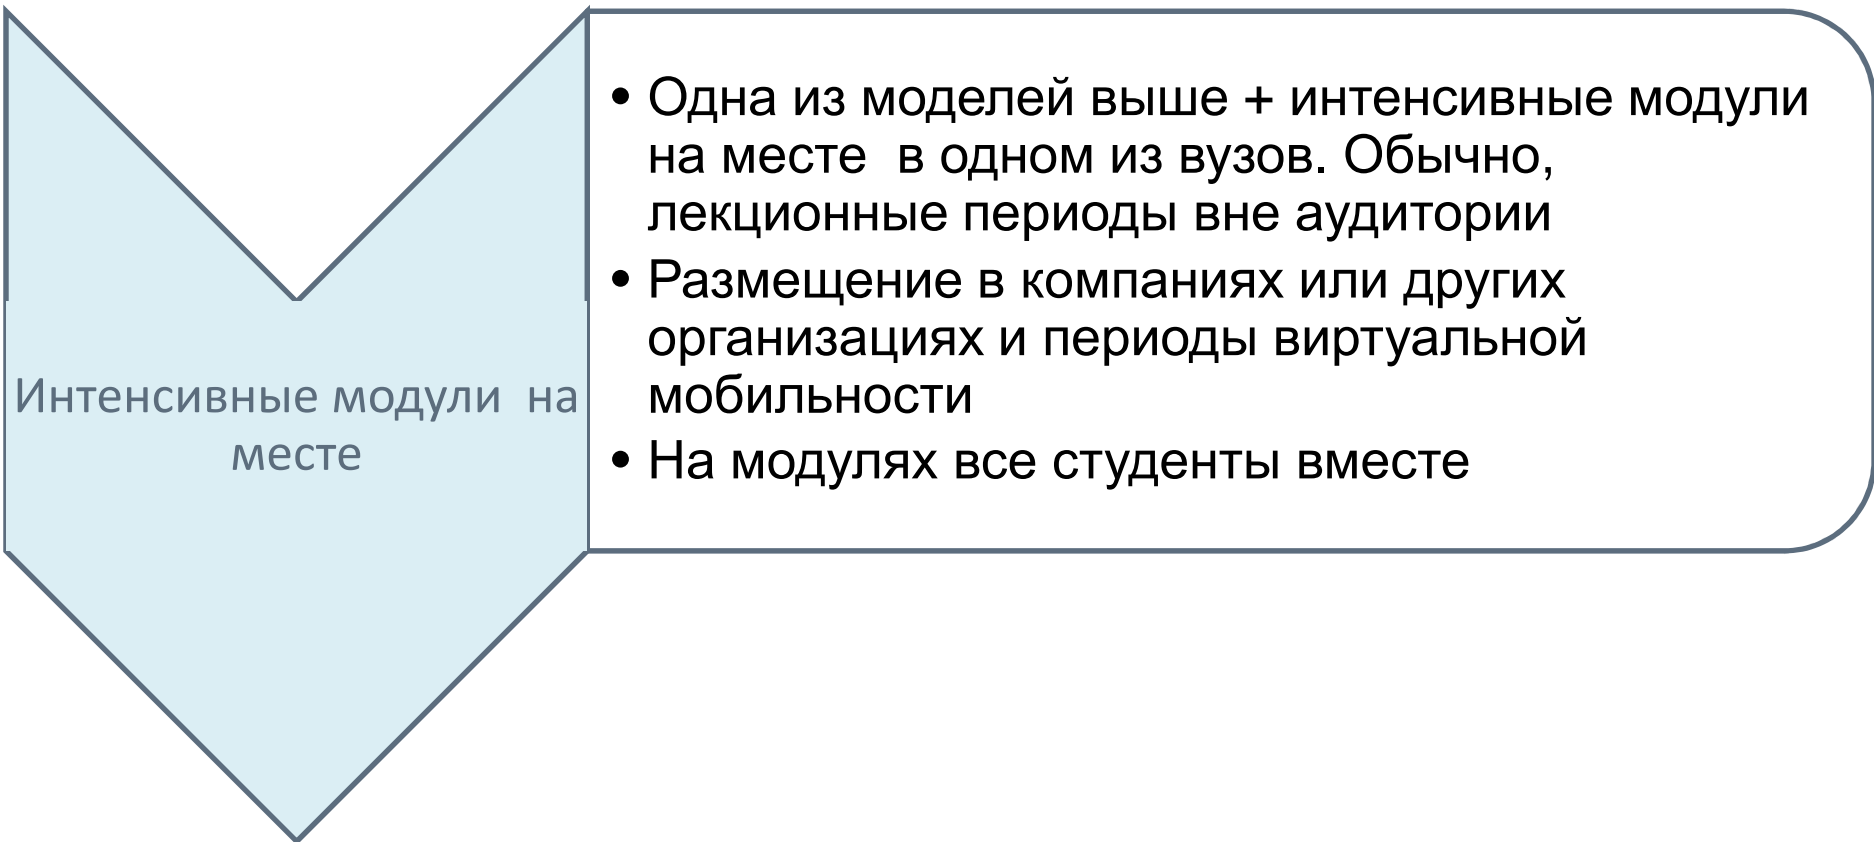 Интенсивные модули  на
месте
• Одна из моделей выше + интенсивные модули
на месте  в одном из вузов. Обычно,
лекционные периоды вне аудитории
• Размещение в компаниях или других
организациях и периоды виртуальной
мобильности
• На модулях все студенты вместе